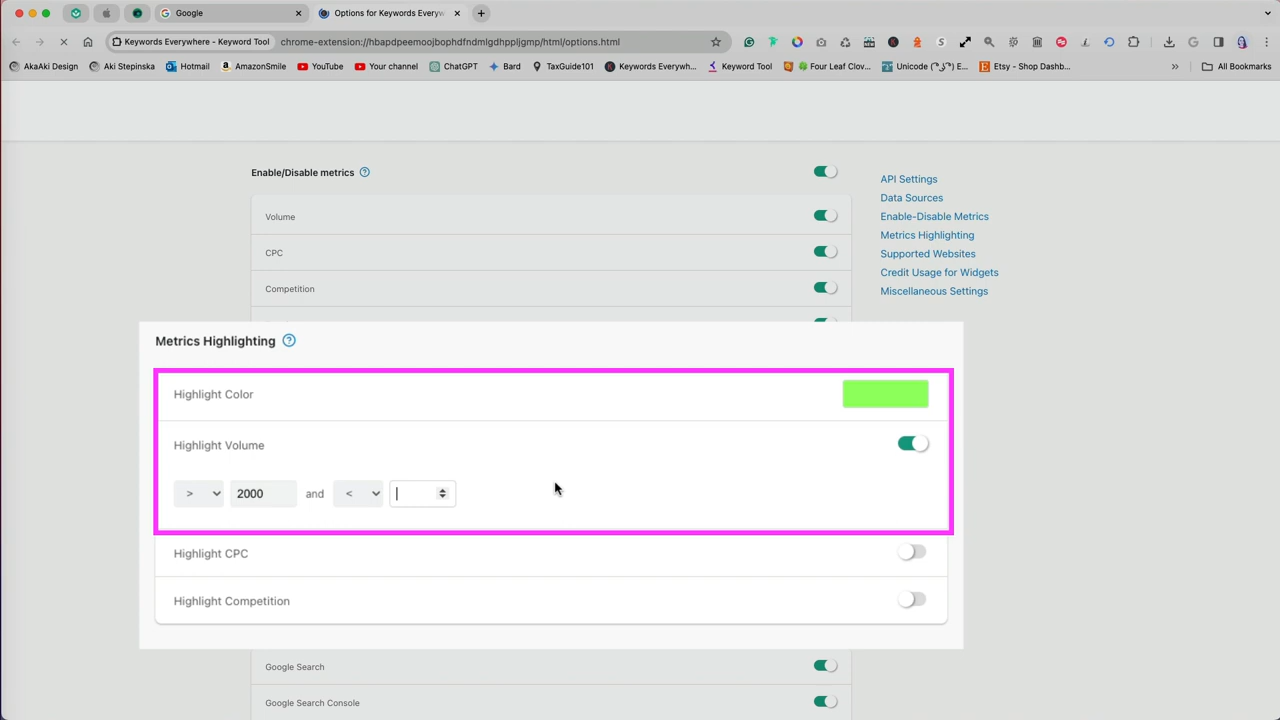 Google
Options for Keywords Everyw
Keywords Everywhere - Keyword Tool
chrome-extension://hbapdpeemoojbophdfndmlgdhppljgmp/html/options.html
AkaAki Design
Aki Stepinska
Hotmail
AmazonSmile
YouTube
Your channel
ChatGPT
Bard
TaxGuide101
Keywords Everywh...
Keyword Tool
Four Leaf Clov...
Unicode ( ͡° ͜ʖ ͡°) E...
Etsy - Shop Dashb...
»
All Bookmarks
Enable/Disable metrics ?
Volume
CPC
Competition
API Settings
Data Sources
Enable-Disable Metrics
Metrics Highlighting
Supported Websites
Credit Usage for Widgets
Miscellaneous Settings
Metrics Highlighting ?
Highlight Color
Highlight Volume
> 2000 and <
Highlight CPC
Highlight Competition
Google Search
Google Search Console